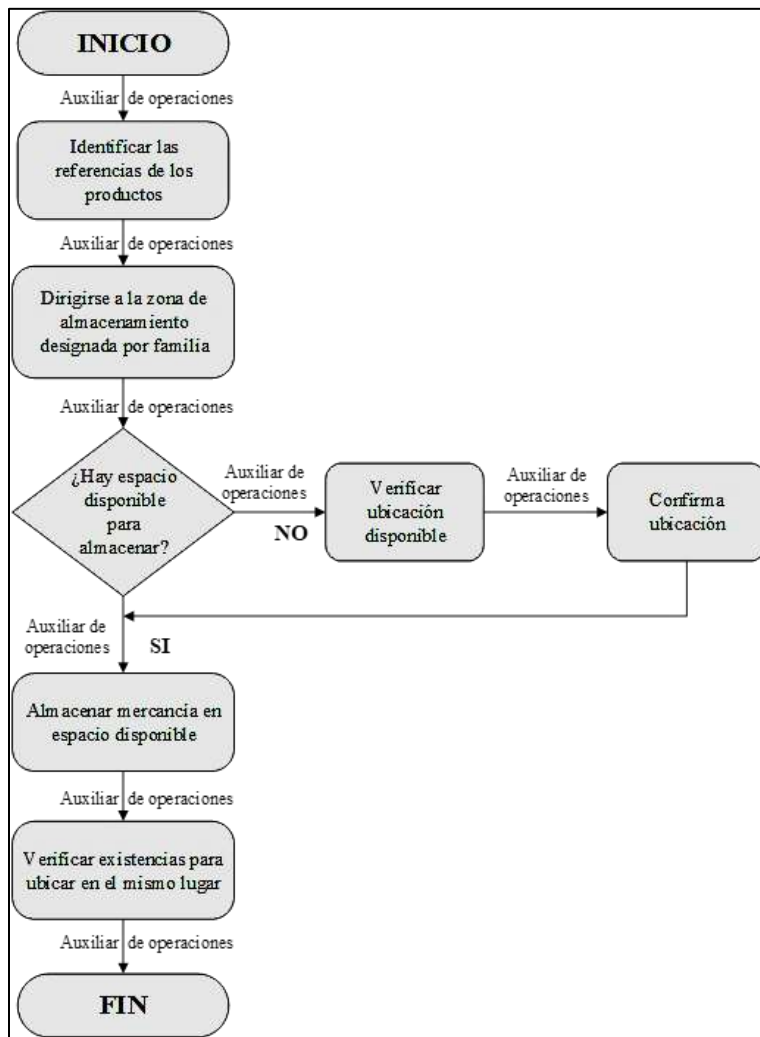 INICIO
Auxiliar de operaciones
Identificar las
referencias de los
productos
Auxiliar de operaciones
Dirigirse a la zona de
almacenamiento
designada por familia
Auxiliar de operaciones
¿Hay espacio
disponible
para
almacenar?
Auxiliar de
operaciones
NO
Verificar
ubicación
disponible
Auxiliar de
operaciones
Confirma
ubicación
Auxiliar de
operaciones
SI
Almacenar mercancía en
espacio disponible
Auxiliar de operaciones
Verificar existencias para
ubicar en el mismo lugar
Auxiliar de operaciones
FIN